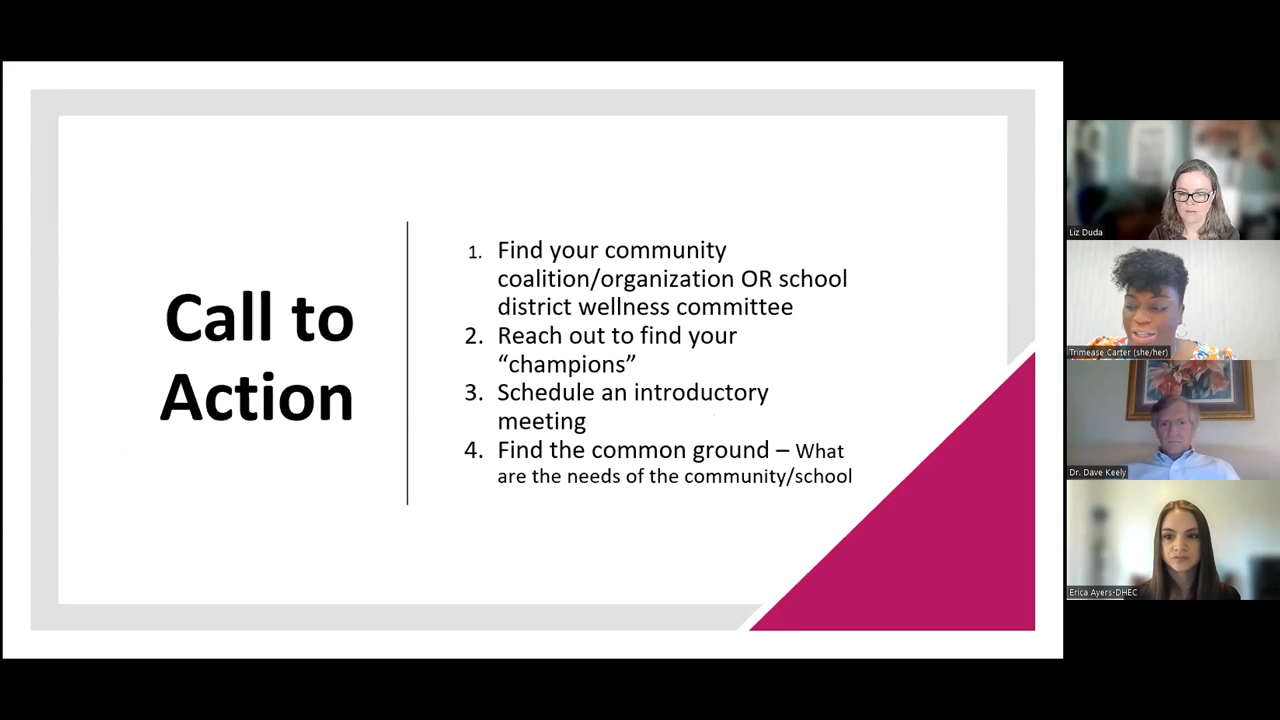 Call to
Action
1. Find your community
coalition/organization OR school
district wellness committee
2. Reach out to find your
“champions”
3. Schedule an introductory
meeting
4. Find the common ground – What
are the needs of the community/school
Liz Duda
Trimease Carter (she/her)
Dr. Dave Keely
Erica Ayers-DHEC